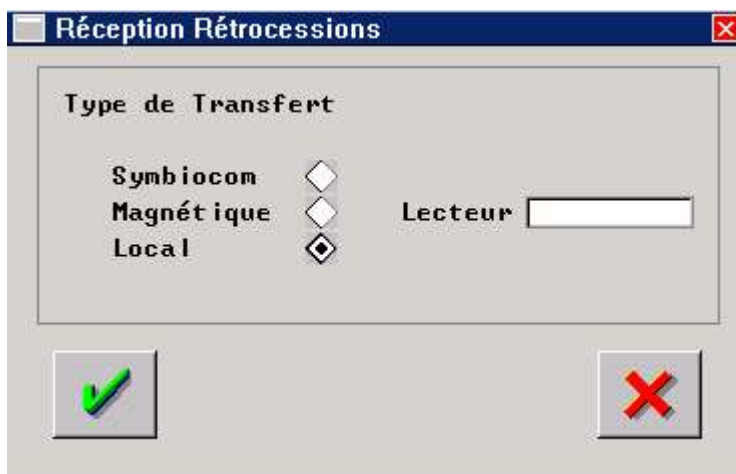 Réception Rétrocessions
Type de Transfert
Symbiocom
Magnétique Lecteur
Local